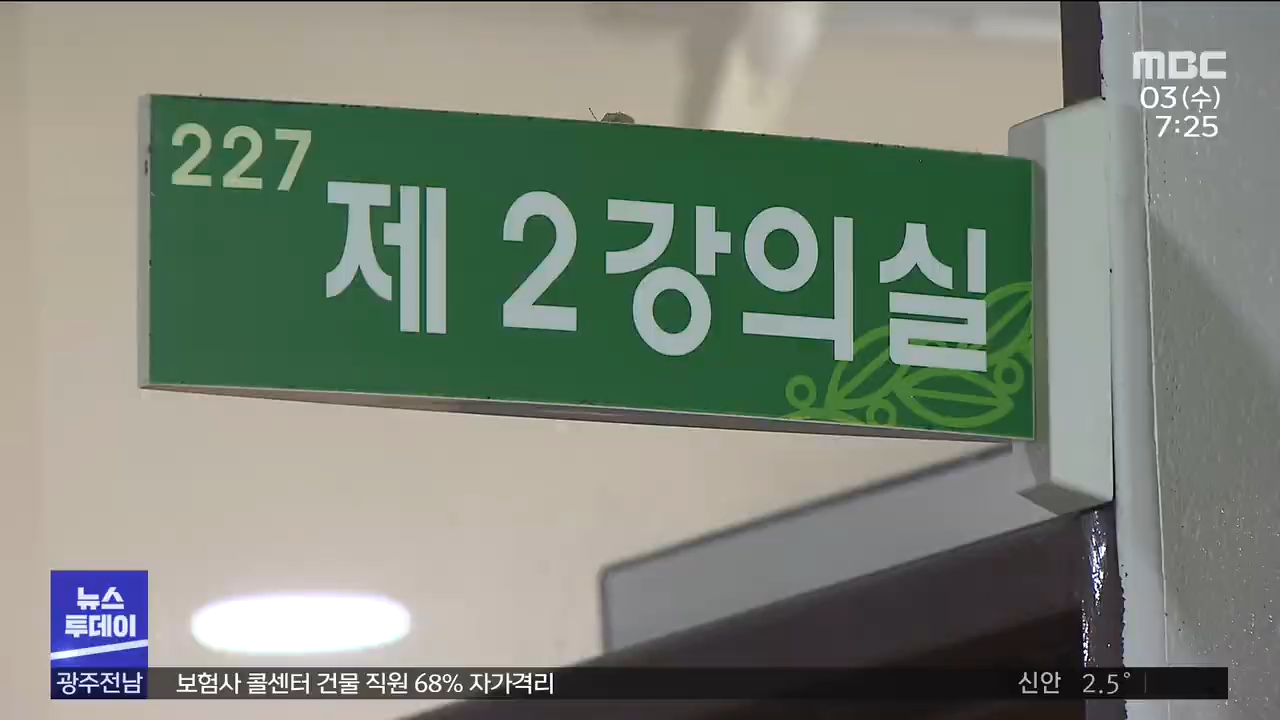 MBC
03(수)
7:25
227
제 2 강의실
뉴스
투데이
광주전남
보험사 콜센터 건물 직원 68% 자가격리
신안 2.5°